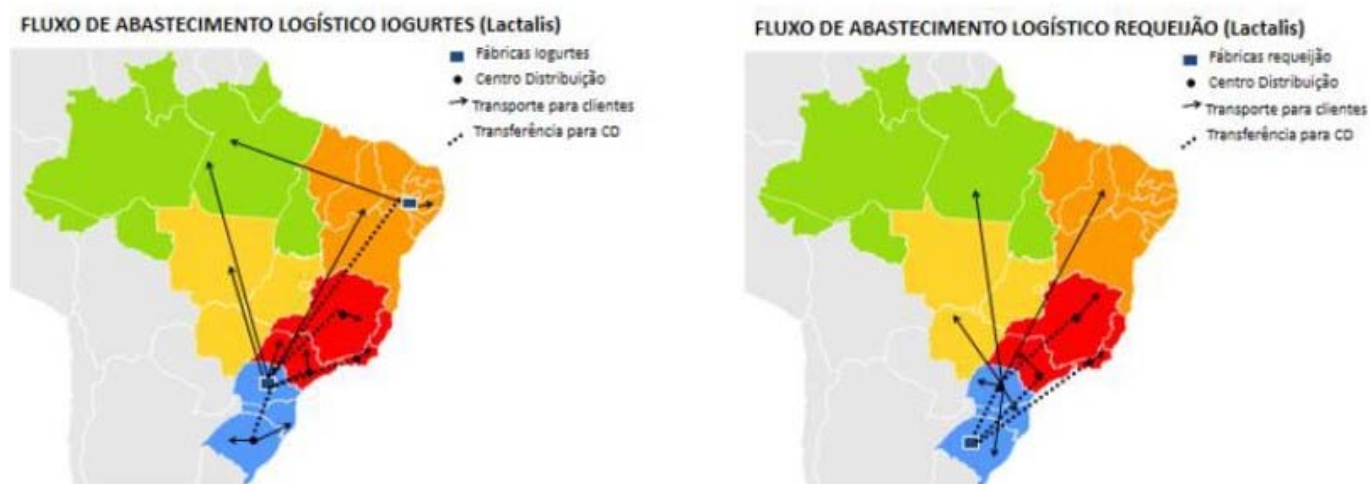 FLUXO DE ABASTECIMENTO LOGÍSTICO IOGURTES (Lactalis)
Fábricas Iogurtes
Centro Distribuição
Transporte para clientes
Transferência para CD
FLUXO DE ABASTECIMENTO LOGÍSTICO REQUEIJÃO (Lactalis)
Fábricas requeijão
Centro Distribuição
Transporte para clientes
Transferência para CD